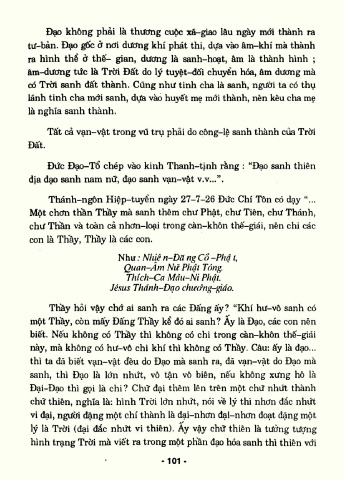 Đạo không phải là thương cuộc xã-giao lâu ngày mới thành ra
tư-bản. Đạo gốc ở nơi dương khí phát thi, dựa vào âm-khí mà thành
ra hình thể ở thế- gian, dương là sanh-hoạt, âm là thành hình ;
âm-dương tức là Trời Đất do lý tuyệt-đối chuyển hóa, âm dương mà
có Trời sanh đất thành. Cũng như tinh cha là sanh, người ta có thụ
lãnh tinh cha mới sanh, dựa vào huyết mẹ mới thành, nên kêu cha mẹ
là nghĩa sanh thành.
Tất cả vạn-vật trong vũ trụ phải do công-lệ sanh thành của Trời
Đất.
Đức Đạo-Tổ chép vào kinh Thanh-tịnh rằng : “Đạo sanh thiên
địa đạo sanh nam nữ, đạo sanh vạn-vật v.v...”.
Thánh-ngôn Hiệp-tuyển ngày 27-7-26 Đức Chí Tôn có dạy “...
Một chơn thần Thầy mà sanh thêm chư Phật, chư Tiên, chư Thánh,
chư Thần và toàn cả nhơn-loại trong càn-khôn thế-giái, nên chi các
con là Thầy, Thầy là các con.
Như : Nhiê n-Đă ng Cổ -Phậ t,
Quan-Âm Nữ Phật Tông.
Thích-Ca Mâu-Ni Phật.
Jésus Thánh-Đạo chưởng-giáo.
Thầy hỏi vậy chớ ai sanh ra các Đấng ấy? “Khí hư-vô sanh có
một Thầy, còn mấy Đấng Thầy kể đó ai sanh? Ấy là Đạo, các con nên
biết. Nếu không có Thầy thì không có chi trong càn-khôn thế-giái
này, mà không có hư-vô chi khí thì không có Thầy. Câu: ấy là đạo...
thì ta đã biết vạn-vật đều do Đạo mà sanh ra, đã vạn-vật do Đạo mà
sanh, thì Đạo là lớn nhứt, vô tận vô biên, nếu không xưng hô là
Đại-Đạo thì gọi là chi? Chữ đại thêm lên trên một chữ nhứt thành
chữ thiên, nghĩa là: hình Trời lớn nhứt, nói về lý thì nhơn đắc nhứt
vi đại, người đặng một chí thành là đại-nhơn đại-nhơn đoạt đặng một
lý là Trời (đại đắc nhứt vi thiên). Ấy vậy chữ thiên là tưởng tượng
hình trạng Trời mà viết ra trong một phần đạo hóa sanh thì thiên với
- 101 -